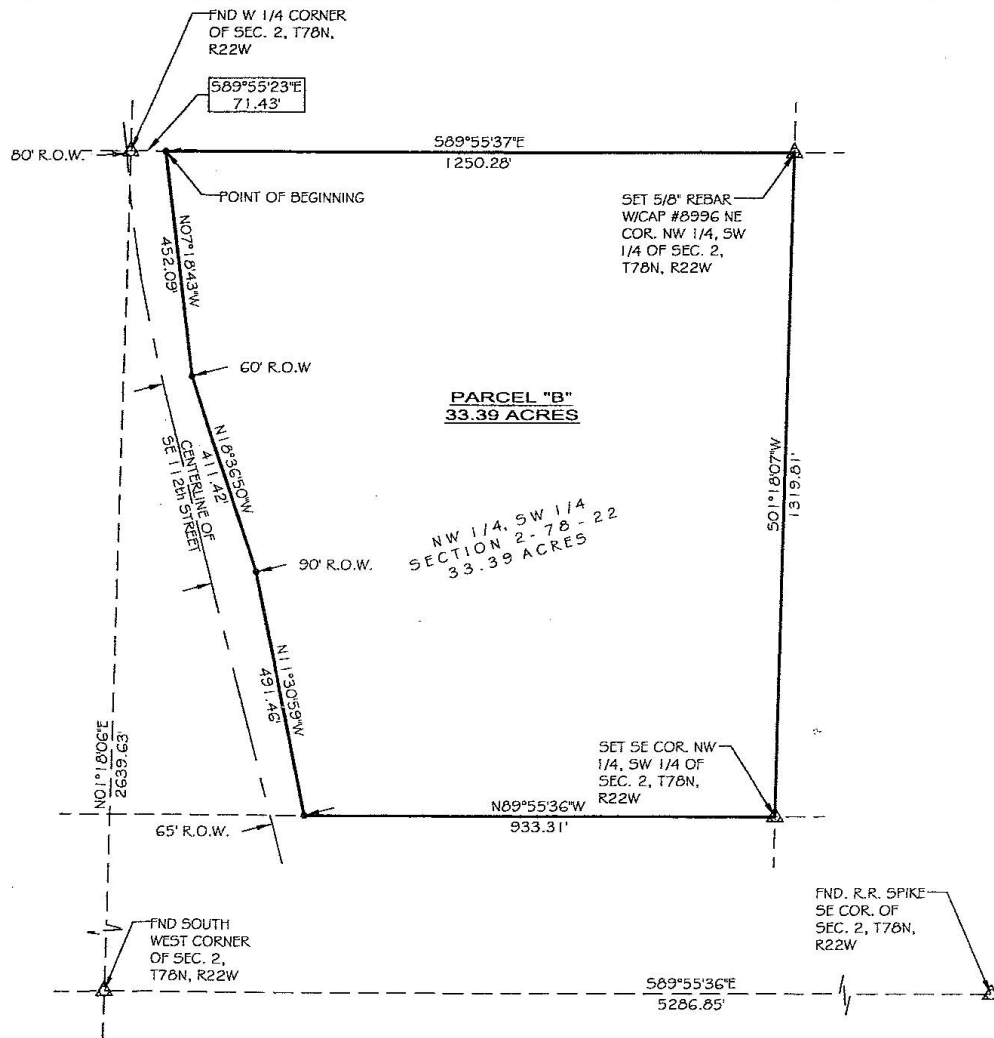 FND W 1/4 CORNER
OF SEC. 2, T78N,
R22W
S89°55'23"E
71.43'
80' R.O.W.
S89°55'37"E
1250.28'
POINT OF BEGINNING
SET 5/8" REBAR
W/CAP #8996 NE
COR. NW 1/4, SW
1/4 OF SEC. 2,
T78N, R22W
N07°18'43"W
452.09'
60' R.O.W
PARCEL "B"
33.39 ACRES
CENTERLINE OF
SE 112th STREET
N18°36'50"W
411.42'
S01°18'07"W
1319.81'
NW 1/4, SW 1/4
SECTION 2-78-22
33.39 ACRES
90' R.O.W.
N11°30'59"W
491.46'
N01°18'06"E
2639.63'
SET SE COR. NW
1/4, SW 1/4 OF
SEC. 2, T78N,
R22W
N89°55'36"W
933.31'
65' R.O.W.
FND SOUTH
WEST CORNER
OF SEC. 2,
T78N, R22W
FND. R.R. SPIKE
SE COR. OF
SEC. 2, T78N,
R22W
S89°55'36"E
5286.85'